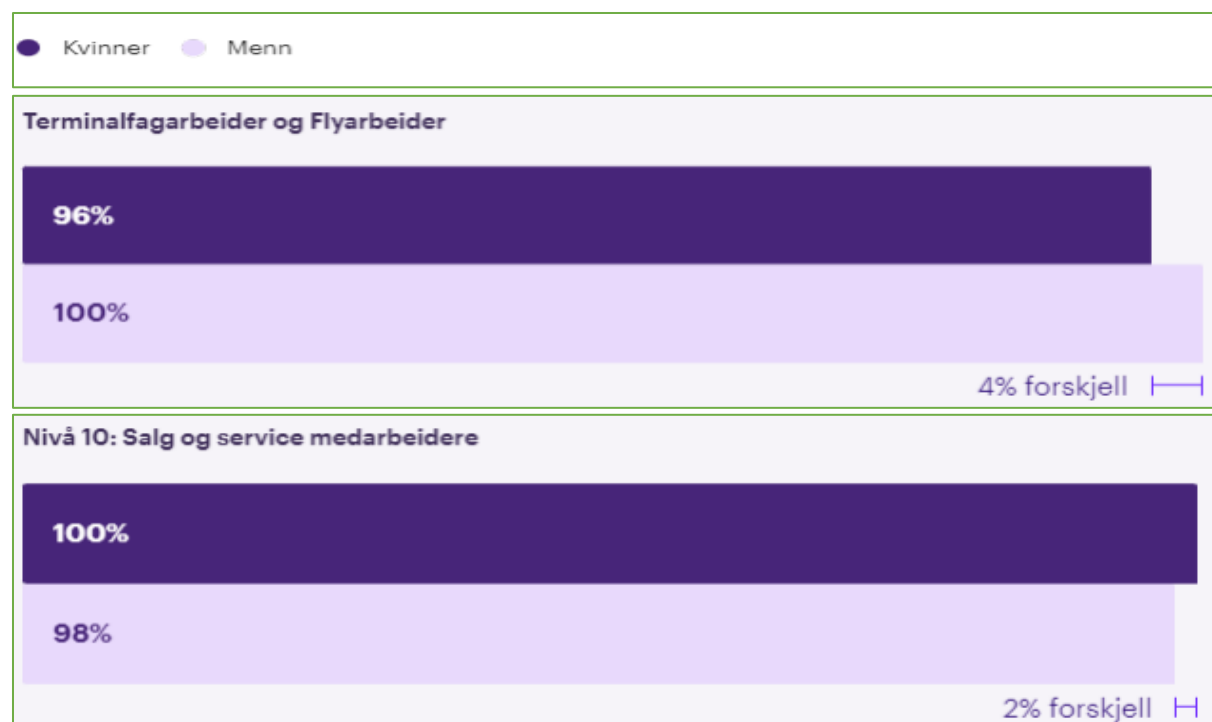 Kvinner Menn
Terminalfagarbeider og Flyarbeider
96%
100%
4% forskjell
Nivå 10: Salg og service medarbeidere
100%
98%
2% forskjell